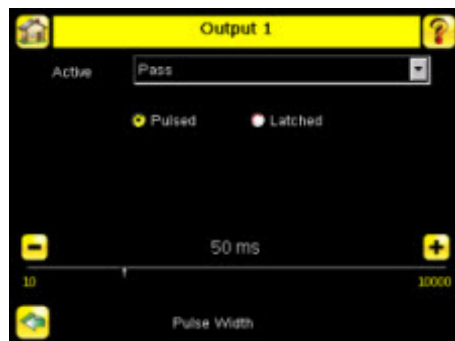 Output 1
?
Active Pass
Pulsed Latched
50 ms
10 10000
Pulse Width